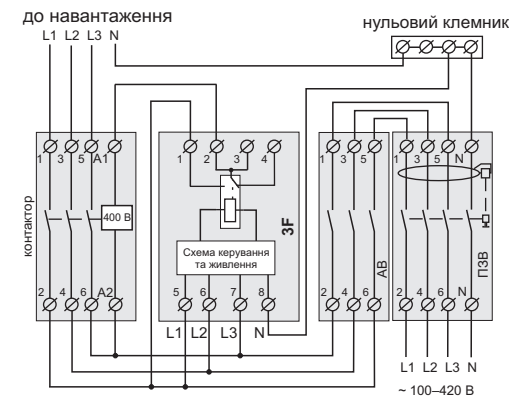 до навантаження
нульовий клемник
L1 L2 L3 N
1 3 5 A1
1 2 3 4
1 3 5
1 3 5 N
контактор
400 В
3F
Схема керування
та живлення
АВ
ПЗВ
2 4 6 A2
5 6 7 8
2 4 6
2 4 6 N
L1 L2 L3 N
L1 L2 L3 N
~ 100–420 В